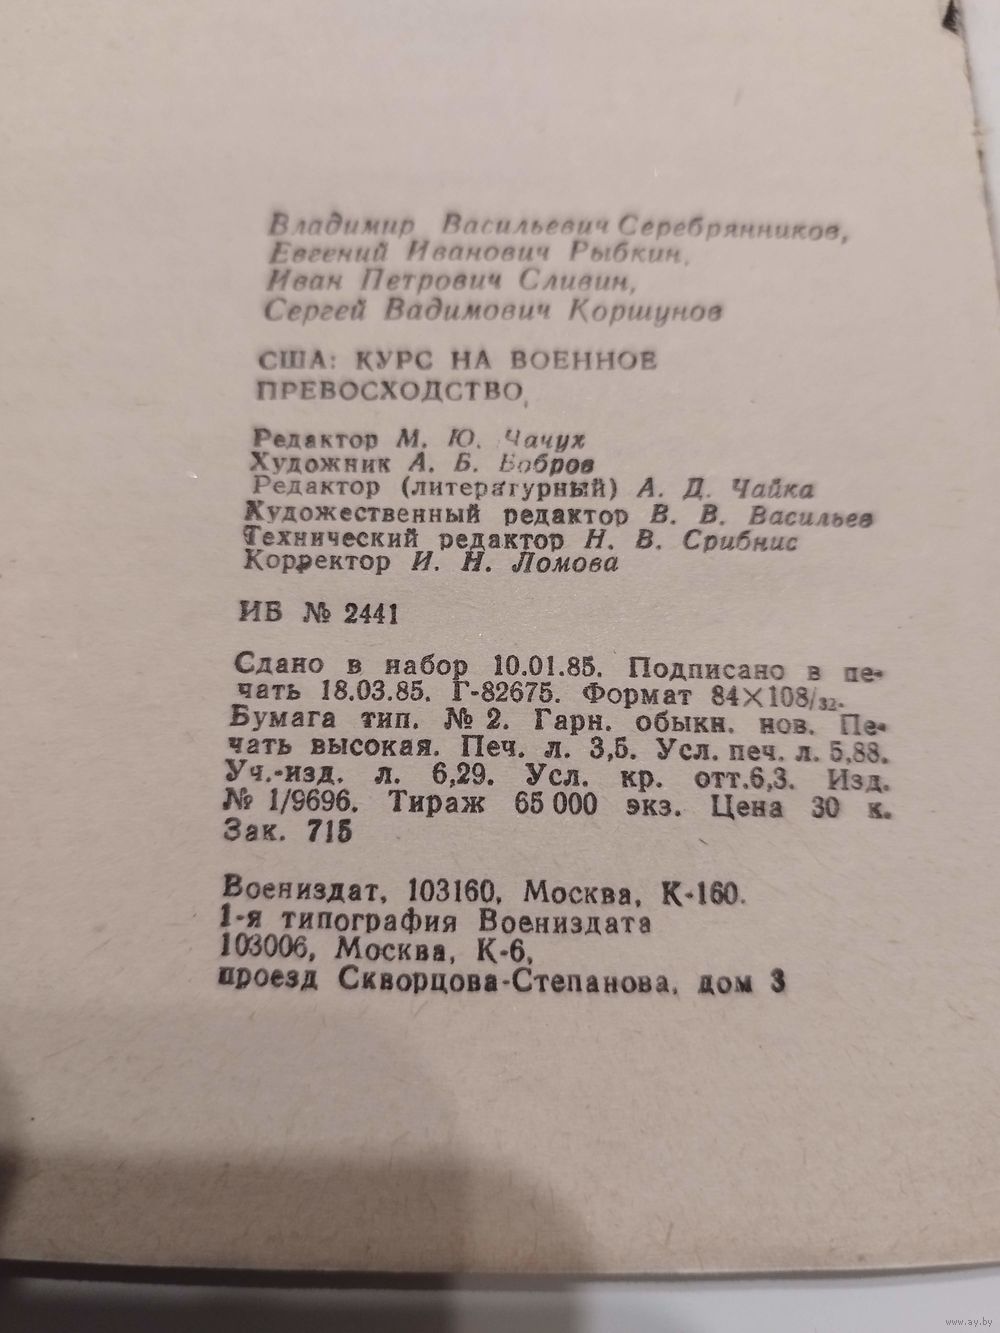 Владимир Васильевич Серебрянников,
Евгений Иванович Рыбкин,
Иван Петрович Сливин,
Сергей Вадимович Коршунов
США: КУРС НА ВОЕННОЕ
ПРЕВОСХОДСТВО
Редактор М. Ю. Чачух
Художник А. Б. Бобров
Редактор (литературный) А. Д. Чайка
Художественный редактор В. В. Васильев
Технический редактор Н. В. Срибнис
Корректор И. Н. Ломова
ИБ № 2441
Сдано в набор 10.01.85. Подписано в пе-
чать 18.03.85. Г-82675. Формат 84×108/32.
Бумага тип. № 2. Гарн. обыкн. нов. Пе-
чать высокая. Печ. л. 3,5. Усл. печ. л. 5,88.
Уч.-изд. л. 6,29. Усл. кр. отт.6,3. Изд.
№ 1/9696. Тираж 65 000 экз. Цена 30 к.
Зак. 715
Воениздат, 103160, Москва, К-160.
1-я типография Воениздата
103006, Москва, К-6,
проезд Скворцова-Степанова, дом 3
www.ay.by